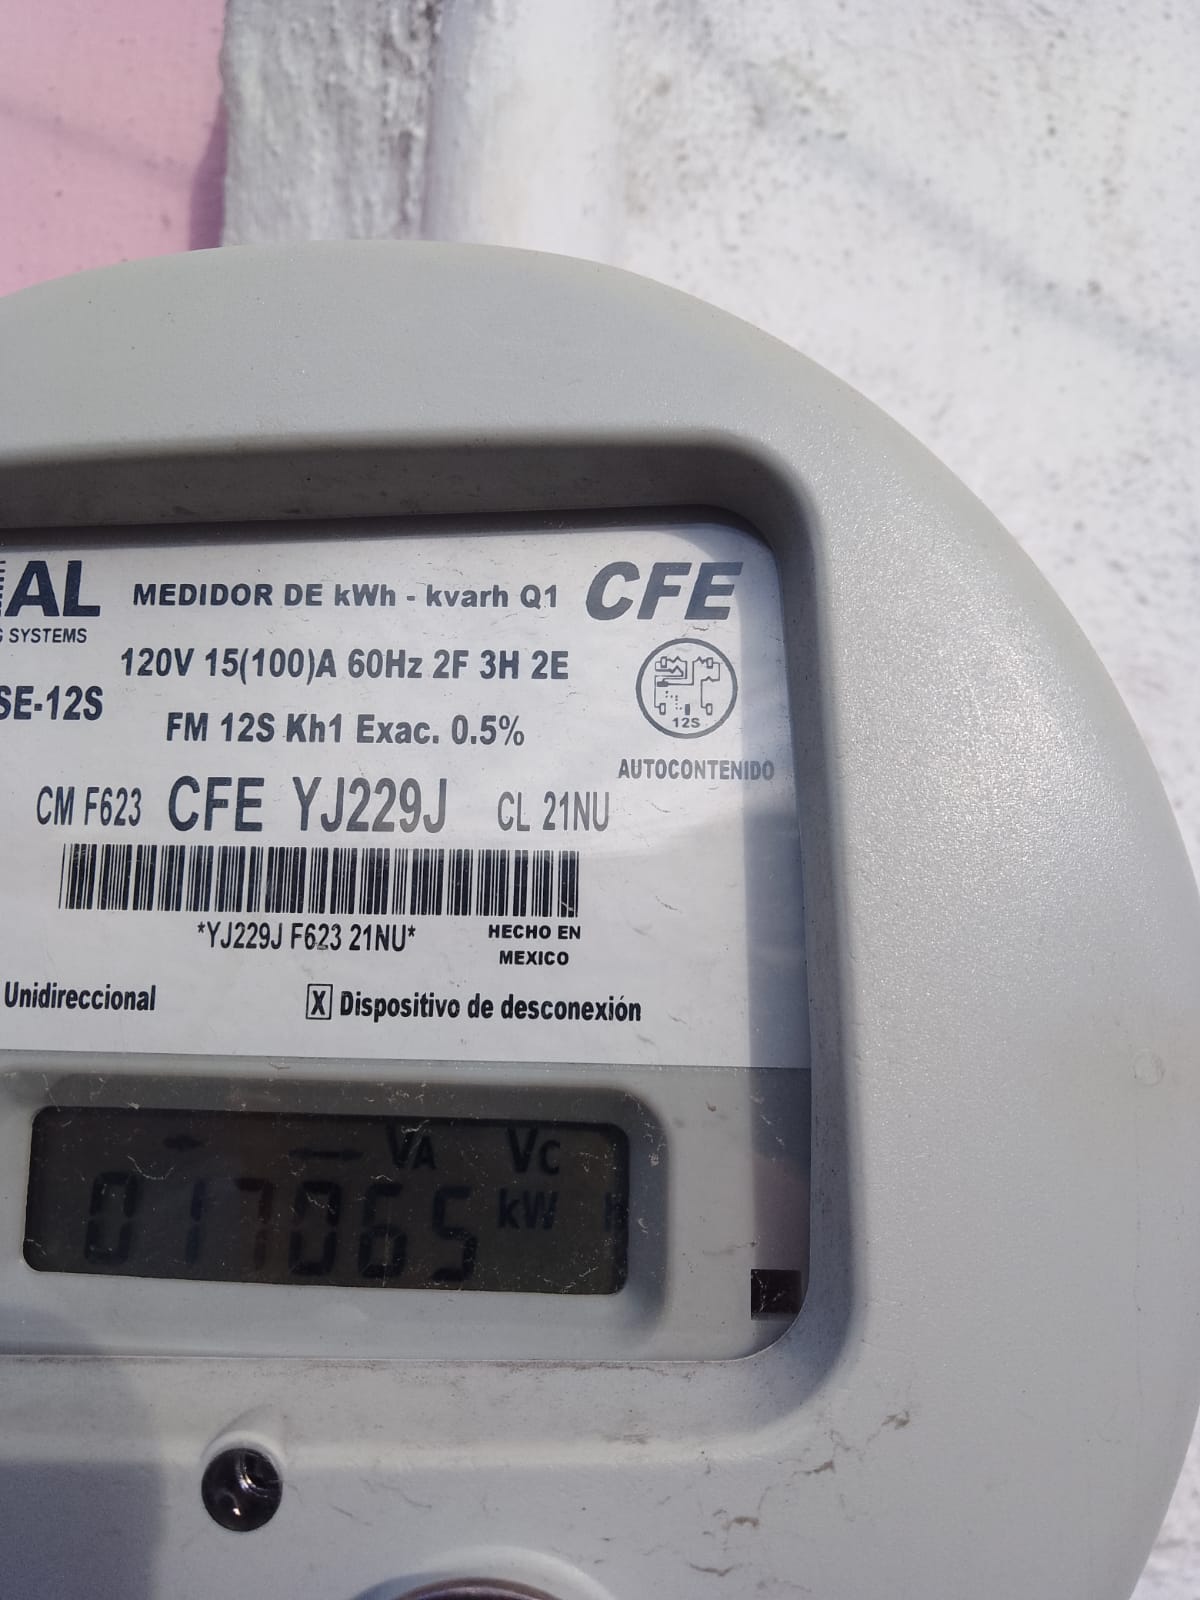 AL MEDIDOR DE kWh - kvarh Q1 CFE
SYSTEMS
120V 15(100)A 60Hz 2F 3H 2E
SE-12S
FM 12S Kh1 Exac. 0.5%
12S
AUTOCONTENIDO
CM F623 CFE YJ229J CL 21NU
*YJ229J F623 21NU*
HECHO EN
MEXICO
Unidireccional X Dispositivo de desconexión
VA VC
017065 kW h